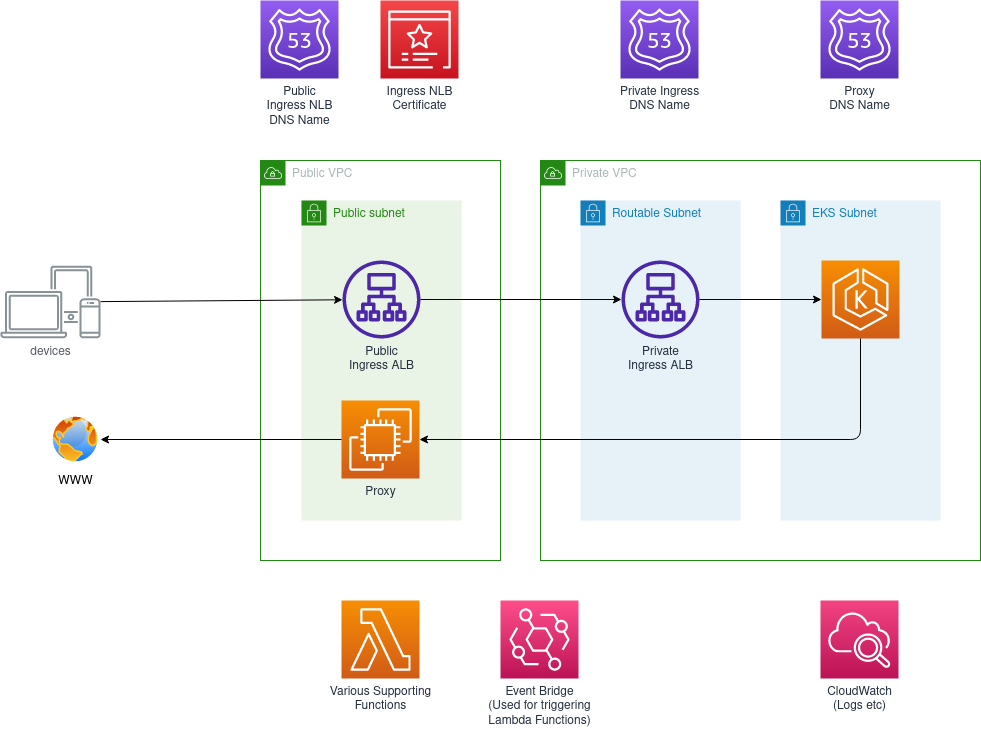 53
53
53
Public
Ingress NLB
DNS Name
Ingress NLB
Certificate
Private Ingress
DNS Name
Proxy
DNS Name
Public VPC
Private VPC
Public subnet
Routable Subnet
EKS Subnet
K
devices
Public
Ingress ALB
Private
Ingress ALB
www
Proxy
Various Supporting
Functions
Event Bridge
(Used for triggering
Lambda Functions)
CloudWatch
(Logs etc)